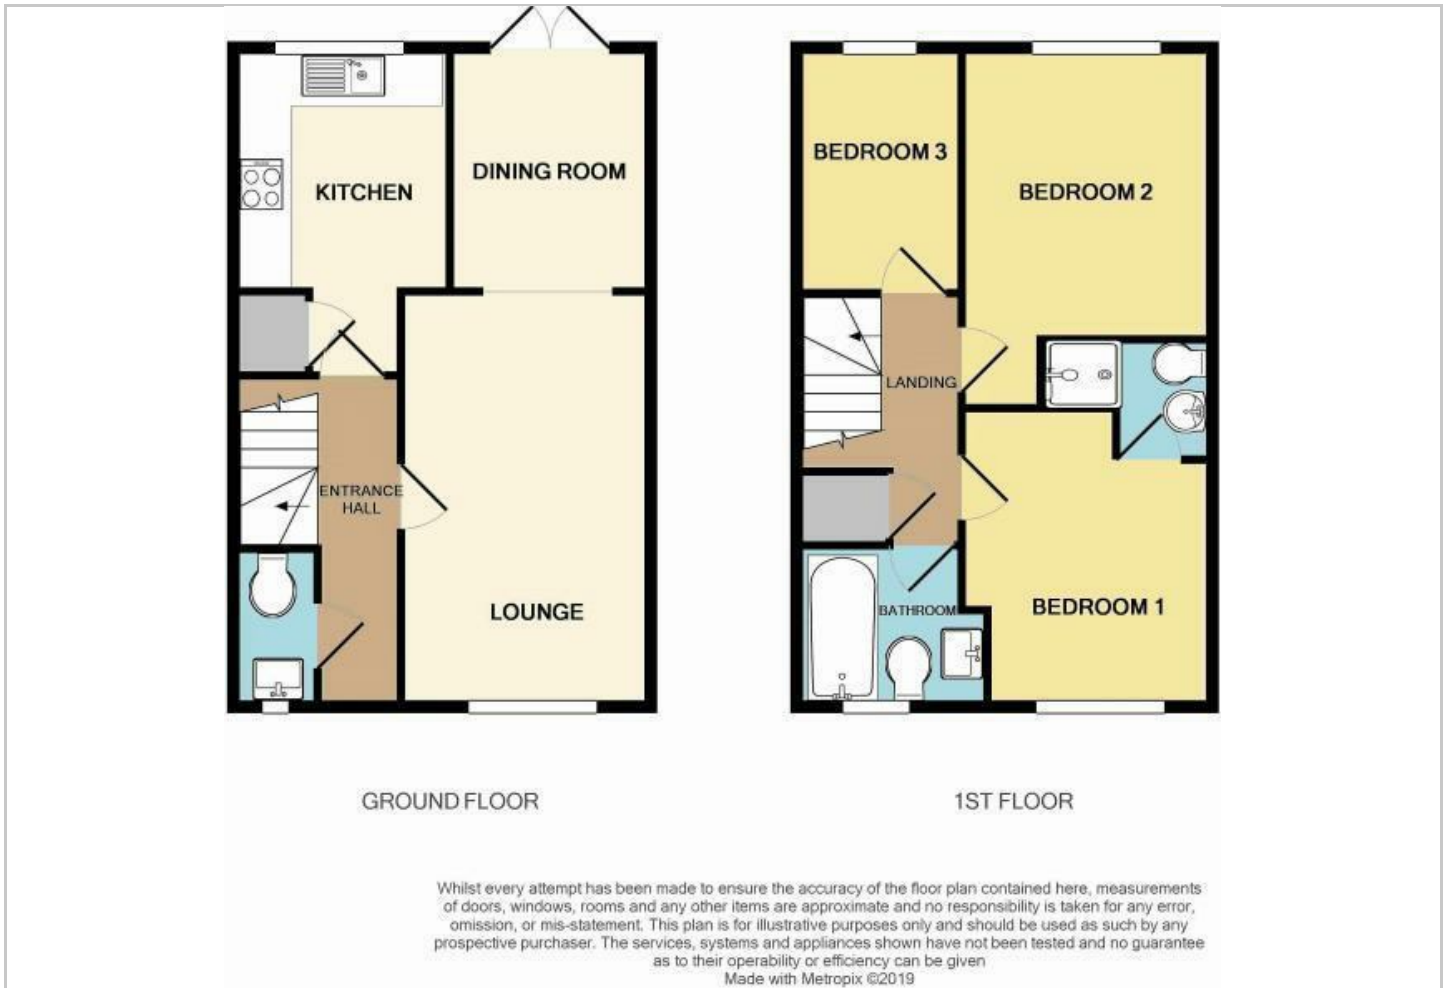 KITCHEN
DINING ROOM
ENTRANCE
HALL
LOUNGE
BEDROOM 3
BEDROOM 2
LANDING
BATHROOM
BEDROOM 1
GROUND FLOOR
1ST FLOOR
Whilst every attempt has been made to ensure the accuracy of the floor plan contained here, measurements
of doors, windows, rooms and any other items are approximate and no responsibility is taken for any error,
omission, or mis-statement. This plan is for illustrative purposes only and should be used as such by any
prospective purchaser. The services, systems and appliances shown have not been tested and no guarantee
as to their operability or efficiency can be given
Made with Metropix ©2019